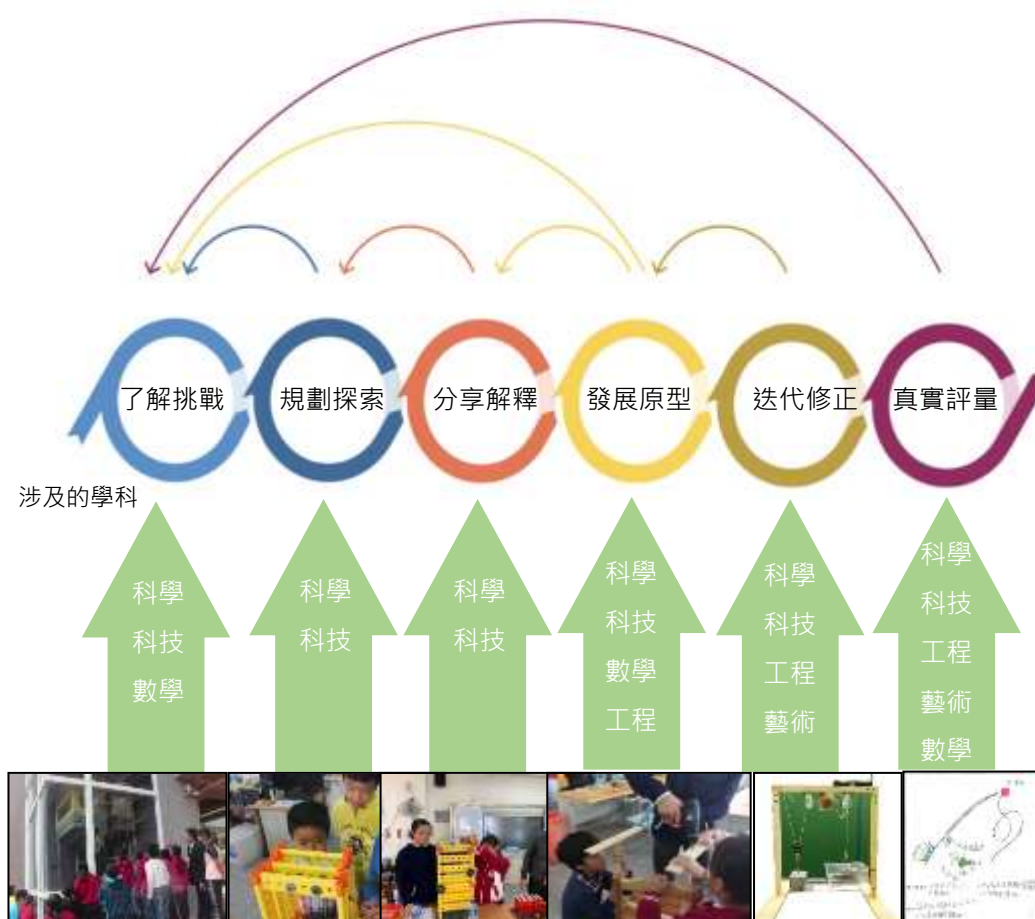 了解挑戰
規劃探索
分享解釋
發展原型
迭代修正
真實評量
涉及的學科
科學
科技
數學
科學
科技
科學
科技
科學
科技
數學
工程
科學
科技
工程
藝術
科學
科技
工程
藝術
數學